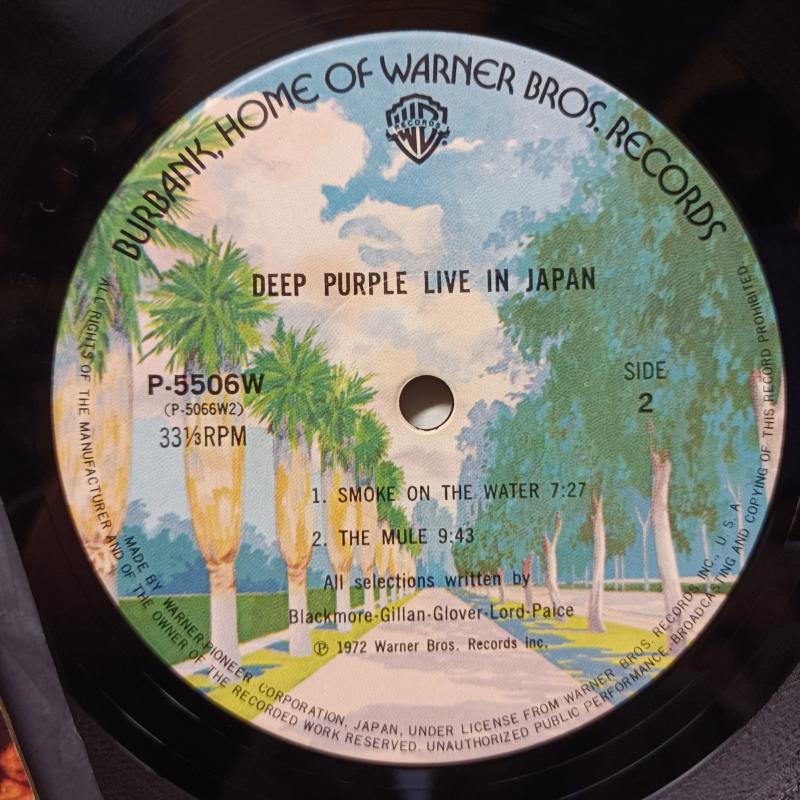 BURBANK, HOME OF WARNER BROS. RECORDS
RECORDS
DEEP PURPLE LIVE IN JAPAN
P-5506W
(P-5066W2)
33⅓RPM
SIDE
2
1. SMOKE ON THE WATER 7:27
2. THE MULE 9:43
All selections written by
Blackmore-Gillan-Glover-Lord-Paice
Ⓟ 1972 Warner Bros. Records Inc.
MADE BY WARNER-PIONEER CORPORATION, JAPAN, UNDER LICENSE FROM WARNER BROS. RECORDS INC., U.S.A.
ALL RIGHTS OF THE MANUFACTURER AND OF THE OWNER OF THE RECORDED WORK RESERVED. UNAUTHORIZED PUBLIC PERFORMANCE, BROADCASTING AND COPYING OF THIS RECORD PROHIBITED.